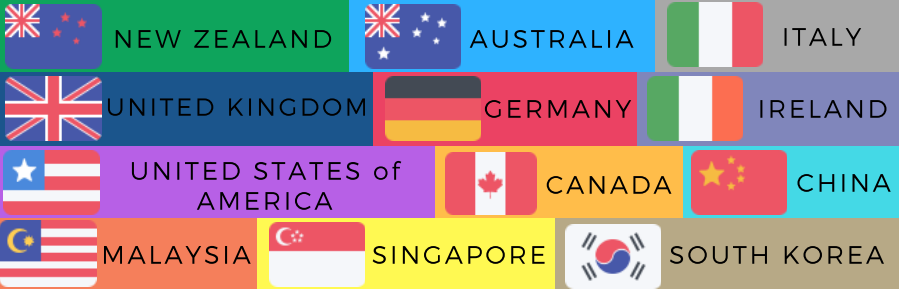 NEW ZEALAND
AUSTRALIA
ITALY
UNITED KINGDOM
GERMANY
IRELAND
UNITED STATES of
AMERICA
CANADA
CHINA
MALAYSIA
SINGAPORE
SOUTH KOREA